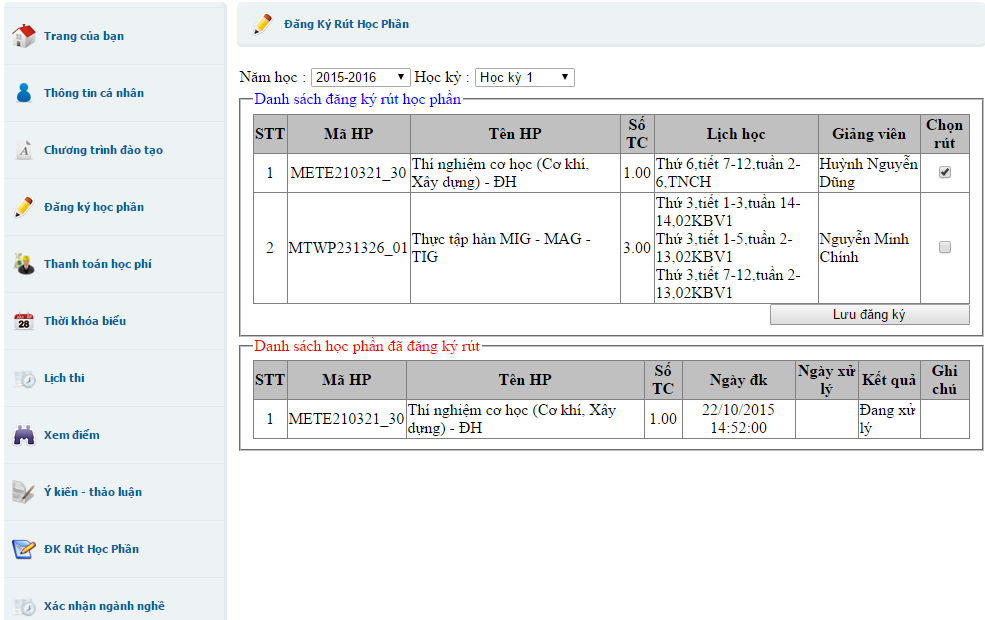 Trang của bạn
Thông tin cá nhân
Chương trình đào tạo
Đăng ký học phần
Thanh toán học phí
Thời khóa biểu
28
Lịch thi
Xem điểm
Ý kiến - thảo luận
ĐK Rút Học Phần
Xác nhận ngành nghề
Đăng Ký Rút Học Phần
Năm học : 2015-2016 Học kỳ : Học kỳ 1
Danh sách đăng ký rút học phần
STT Mã HP Tên HP Số TC Lịch học Giảng viên Chọn rút
1 METE210321_30 Thí nghiệm cơ học (Cơ khí, Xây dựng) - ĐH 1.00 Thứ 6,tiết 7-12,tuần 2-6,TNCH Huỳnh Nguyễn Dũng
2 MTWP231326_01 Thực tập hàn MIG - MAG - TIG 3.00 Thứ 3,tiết 1-3,tuần 14-14,02KBV1 Thứ 3,tiết 1-5,tuần 2-13,02KBV1 Thứ 3,tiết 7-12,tuần 2-13,02KBV1 Nguyễn Minh Chính
Lưu đăng ký
Danh sách học phần đã đăng ký rút
STT Mã HP Tên HP Số TC Ngày đk Ngày xử lý Kết quả Ghi chú
1 METE210321_30 Thí nghiệm cơ học (Cơ khí, Xây dựng) - ĐH 1.00 22/10/2015 14:52:00 Đang xử lý